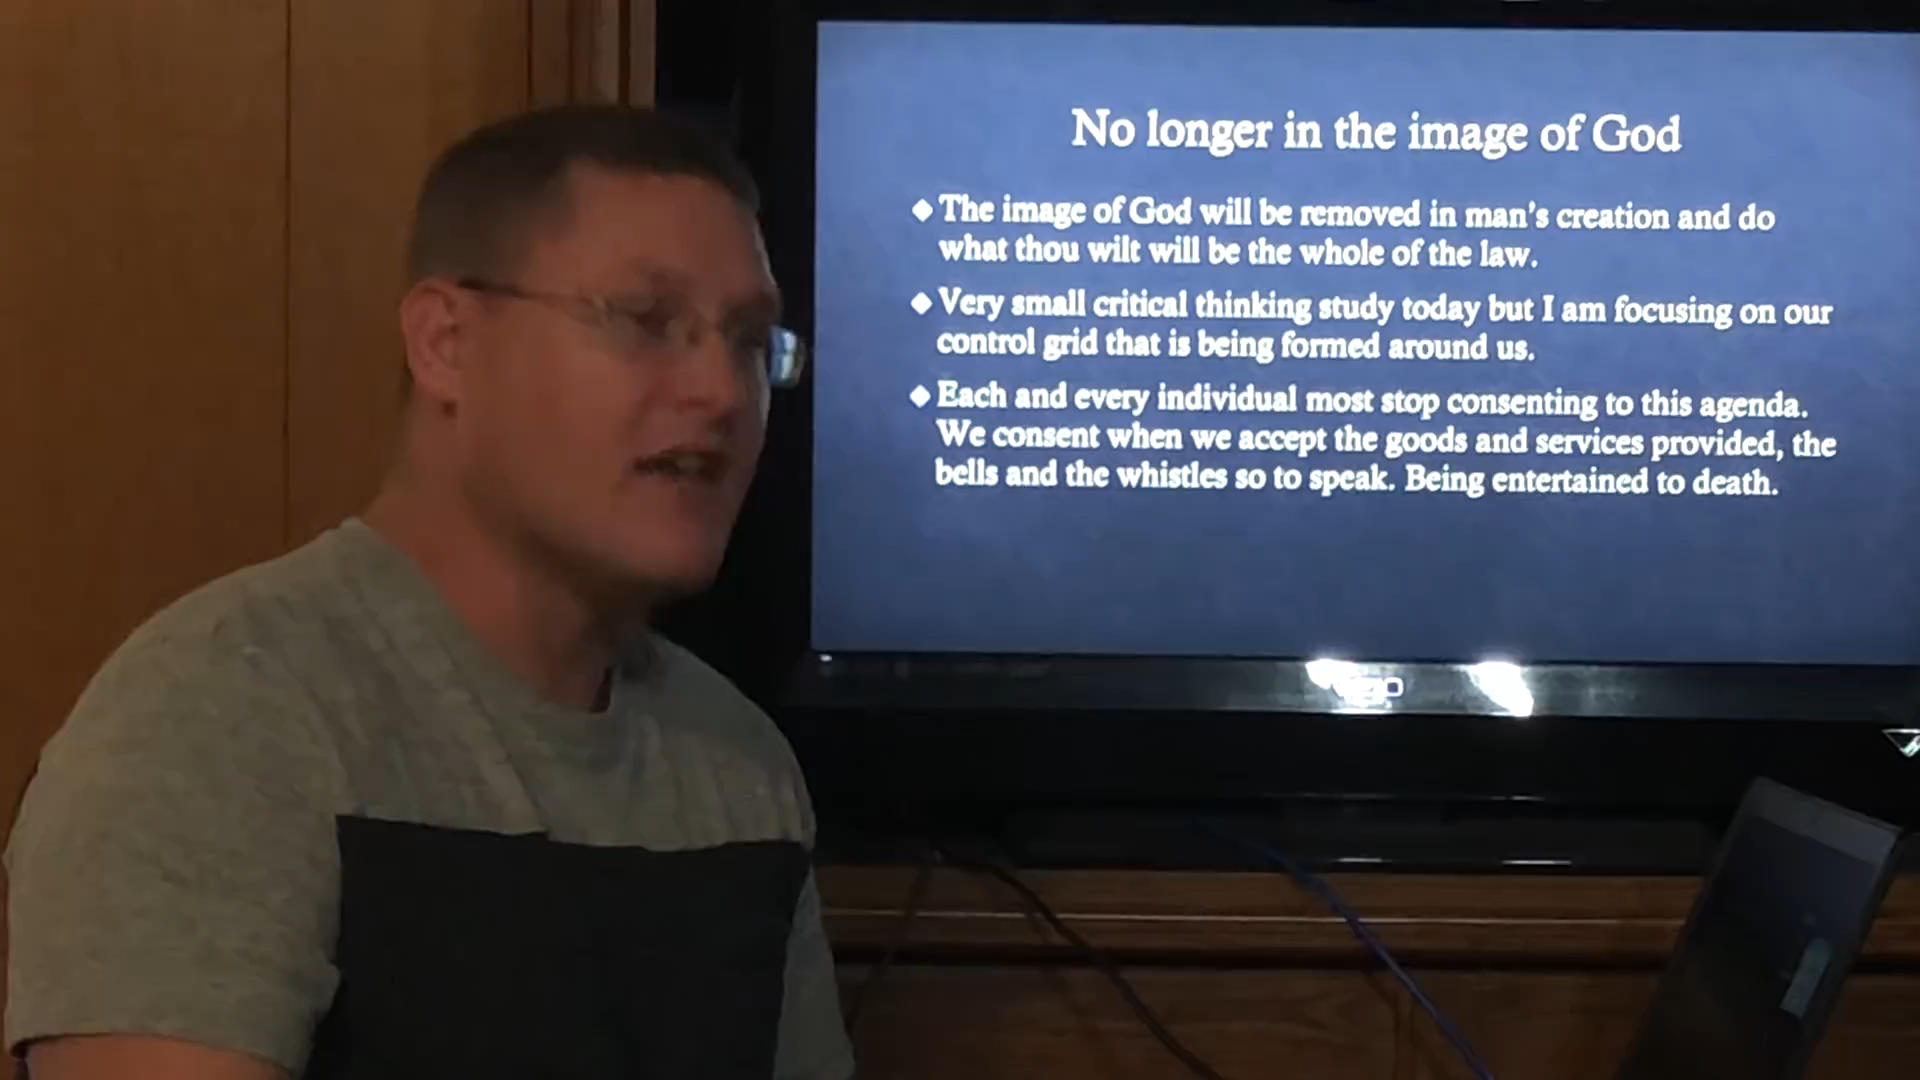 No longer in the image of God
The image of God will be removed in man's creation and do
what thou wilt will be the whole of the law.
Very small critical thinking study today but I am focusing on our
control grid that is being formed around us.
Each and every individual most stop consenting to this agenda.
We consent when we accept the goods and services provided, the
bells and the whistles so to speak. Being entertained to death.